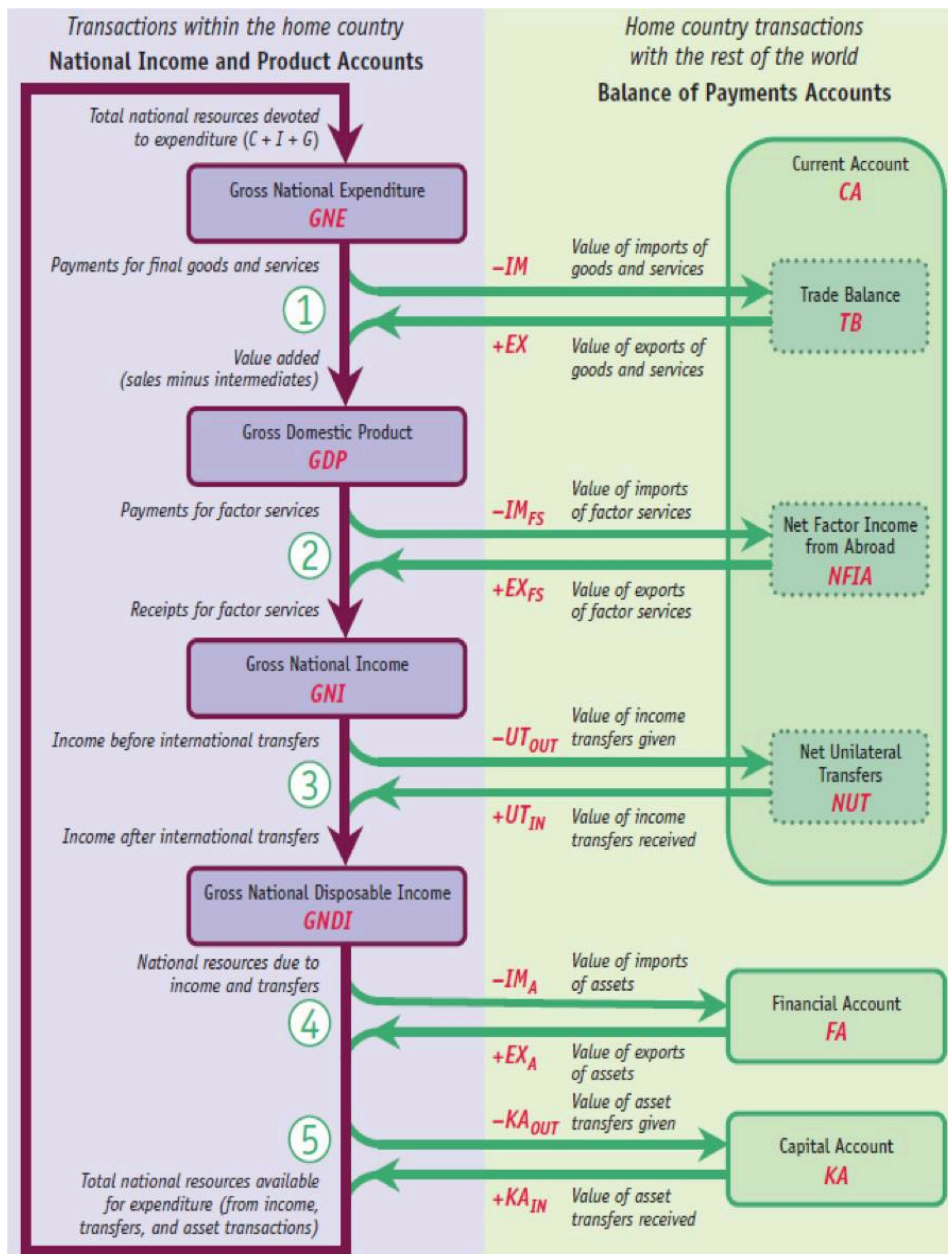 Transactions within the home country
National Income and Product Accounts
Home country transactions
with the rest of the world
Balance of Payments Accounts
Total national resources devoted
to expenditure (C + I + G)
Current Account
CA
Gross National Expenditure
GNE
Payments for final goods and services
–IM
Value of imports of
goods and services
Trade Balance
TB
1
+EX
Value of exports of
goods and services
Value added
(sales minus intermediates)
Gross Domestic Product
GDP
Payments for factor services
–IMFS
Value of imports
of factor services
Net Factor Income
from Abroad
NFIA
2
+EXFS
Value of exports
of factor services
Receipts for factor services
Gross National Income
GNI
Income before international transfers
–UTOUT
Value of income
transfers given
Net Unilateral
Transfers
NUT
3
+UTIN
Value of income
transfers received
Income after international transfers
Gross National Disposable Income
GNDI
National resources due to
income and transfers
–IMA
Value of imports
of assets
Financial Account
FA
4
+EXA
Value of exports
of assets
5
–KAOUT
Value of asset
transfers given
Capital Account
KA
Total national resources available
for expenditure (from income,
transfers, and asset transactions)
+KAIN
Value of asset
transfers received